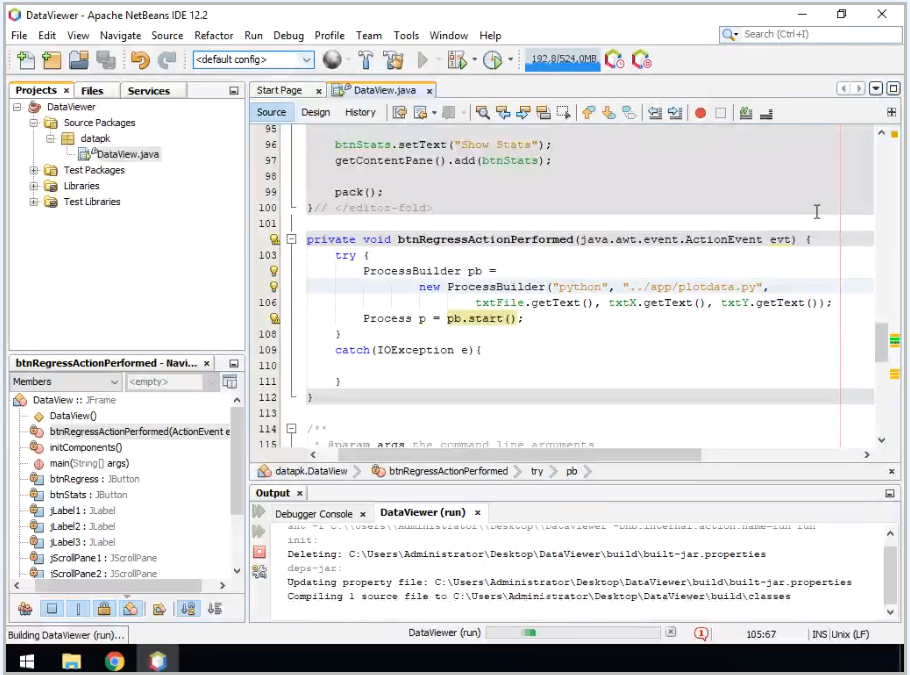 DataViewer - Apache NetBeans IDE 12.2
File Edit View Navigate Source Refactor Run Debug Profile Team Tools Window Help
Search (Ctrl+I)
<default config>
192.8/524.0MB
Projects × Files Services
DataViewer
Source Packages
datapk
DataView.java
Test Packages
Libraries
Test Libraries
Start Page × DataView.java ×
Source Design History
95
96 btnStats.setText("Show Stats");
97 getContentPane().add(btnStats);
98
99 pack();
100 }// </editor-fold>
101
private void btnRegressActionPerformed(java.awt.event.ActionEvent evt) {
103 try {
ProcessBuilder pb =
new ProcessBuilder("python", "../app/plotdata.py",
106 txtFile.getText(), txtX.getText(), txtY.getText());
Process p = pb.start();
108 }
109 catch(IOException e){
110
111 }
112 }
113
114 /**
115 * @param args the command line arguments
datapk.DataView btnRegressActionPerformed try pb
btnRegressActionPerformed - Navi... ×
Members <empty>
DataView :: JFrame
DataView()
btnRegressActionPerformed(ActionEvent e
initComponents()
main(String[] args)
btnRegress : JButton
btnStats : JButton
jLabel1 : JLabel
jLabel2 : JLabel
jLabel3 : JLabel
jScrollPane1 : JScrollPane
jScrollPane2 : JScrollPane
Output ×
Debugger Console × DataViewer (run) ×
ant -f C:\\Users\\Administrator\\Desktop\\DataViewer -Dnb.internal.action.name=run run
init:
Deleting: C:\Users\Administrator\Desktop\DataViewer\build\built-jar.properties
deps-jar:
Updating property file: C:\Users\Administrator\Desktop\DataViewer\build\built-jar.properties
Compiling 1 source file to C:\Users\Administrator\Desktop\DataViewer\build\classes
Building DataViewer (run)...
DataViewer (run)
105:67
INS Unix (LF)